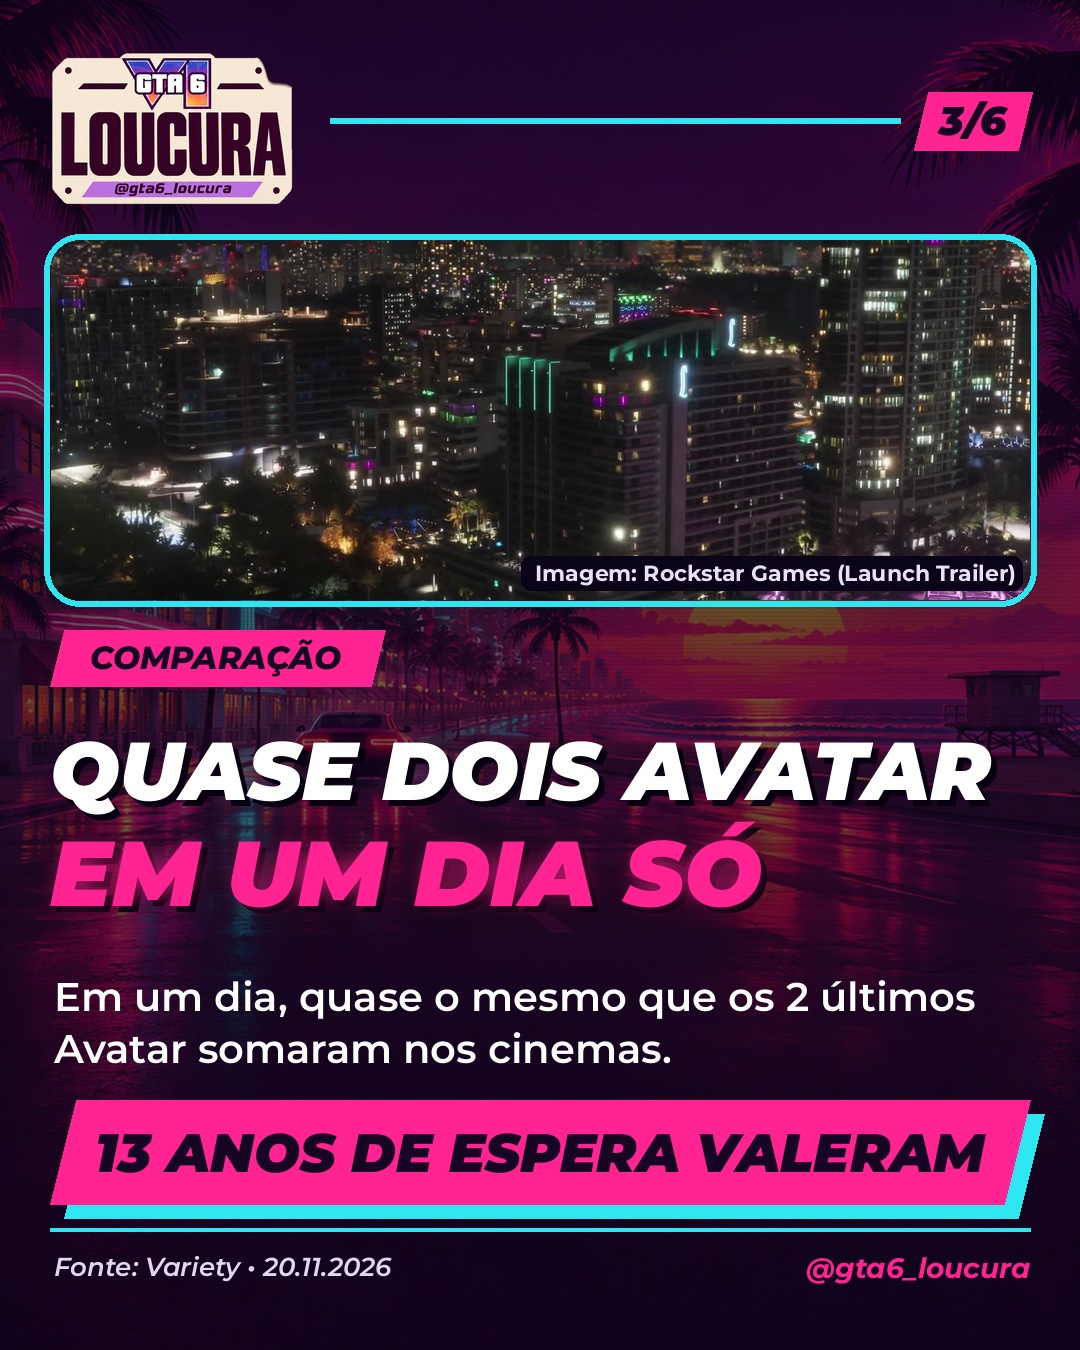 GTA 6
LOUCURA
@gta6_loucura
3/6
Imagem: Rockstar Games (Launch Trailer)
COMPARAÇÃO
QUASE DOIS AVATAR
EM UM DIA SÓ
Em um dia, quase o mesmo que os 2 últimos
Avatar somaram nos cinemas.
13 ANOS DE ESPERA VALERAM
Fonte: Variety • 20.11.2026
@gta6_loucura